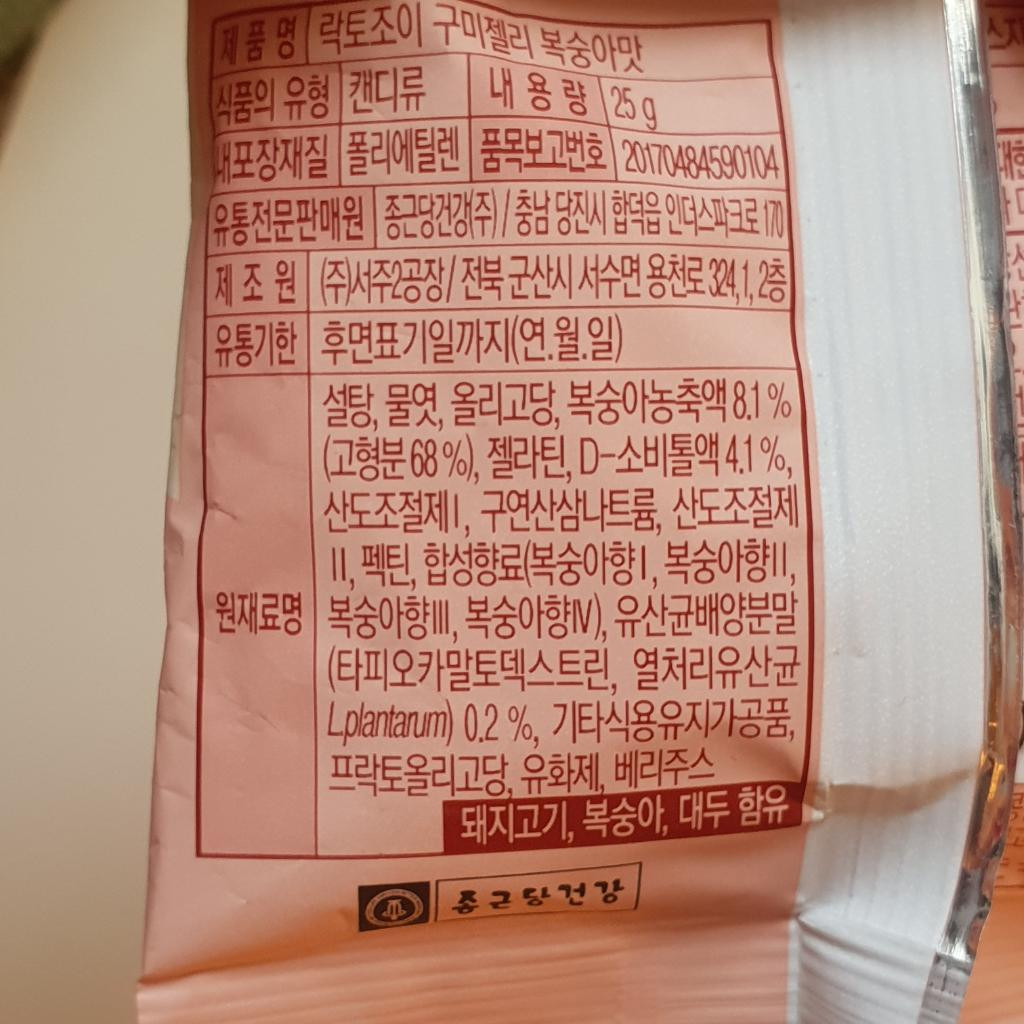 제품명 락토조이 구미젤리 복숭아맛
식품의 유형 캔디류 내용량 25 g
내포장재질 폴리에틸렌 품목보고번호 20170484590104
유통전문판매원 종근당건강(주) / 충남 당진시 합덕읍 인더스파크로 170
제조원 (주)서주2공장 / 전북 군산시 서수면 용천로 324, 1, 2층
유통기한 후면표기일까지(연.월.일)
원재료명
설탕, 물엿, 올리고당, 복숭아농축액 8.1 %
(고형분 68 %), 젤라틴, D-소비톨액 4.1 %,
산도조절제Ⅰ, 구연산삼나트륨, 산도조절제
Ⅱ, 펙틴, 합성향료(복숭아향Ⅰ, 복숭아향Ⅱ,
복숭아향Ⅲ, 복숭아향Ⅳ), 유산균배양분말
(타피오카말토덱스트린, 열처리유산균
L.plantarum) 0.2 %, 기타식용유지가공품,
프락토올리고당, 유화제, 베리주스
돼지고기, 복숭아, 대두 함유
종근당건강